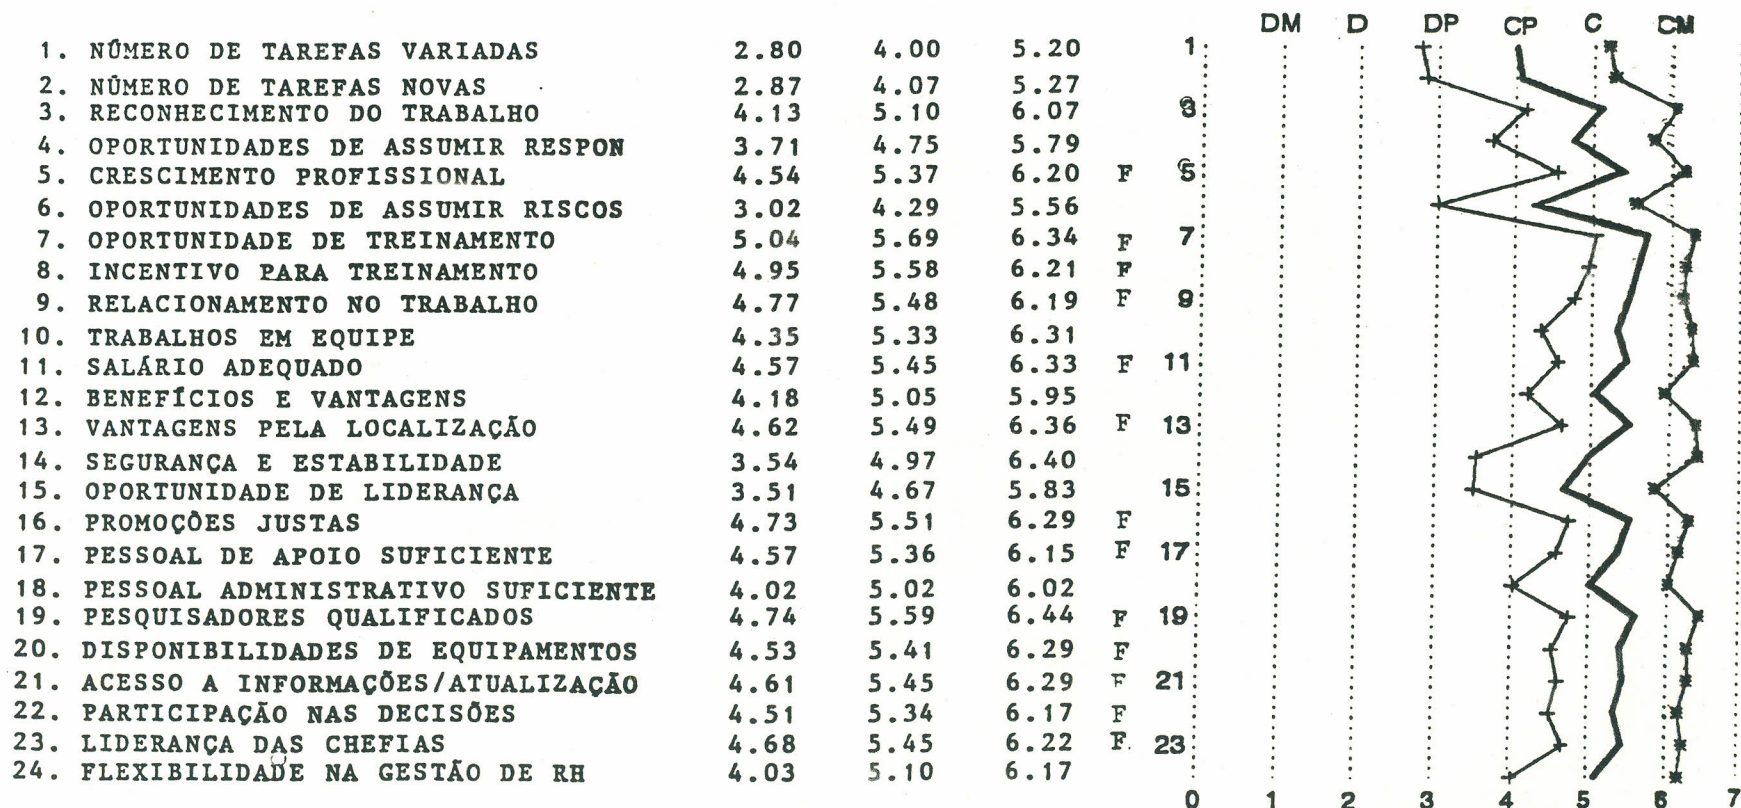 DM D DP CP C CM
1. NÚMERO DE TAREFAS VARIADAS 2.80 4.00 5.20 1
2. NÚMERO DE TAREFAS NOVAS 2.87 4.07 5.27
3. RECONHECIMENTO DO TRABALHO 4.13 5.10 6.07 3
4. OPORTUNIDADES DE ASSUMIR RESPON 3.71 4.75 5.79
5. CRESCIMENTO PROFISSIONAL 4.54 5.37 6.20 F 5
6. OPORTUNIDADES DE ASSUMIR RISCOS 3.02 4.29 5.56
7. OPORTUNIDADE DE TREINAMENTO 5.04 5.69 6.34 F 7
8. INCENTIVO PARA TREINAMENTO 4.95 5.58 6.21 F
9. RELACIONAMENTO NO TRABALHO 4.77 5.48 6.19 F 9
10. TRABALHOS EM EQUIPE 4.35 5.33 6.31
11. SALÁRIO ADEQUADO 4.57 5.45 6.33 F 11
12. BENEFÍCIOS E VANTAGENS 4.18 5.05 5.95
13. VANTAGENS PELA LOCALIZAÇÃO 4.62 5.49 6.36 F 13
14. SEGURANÇA E ESTABILIDADE 3.54 4.97 6.40
15. OPORTUNIDADE DE LIDERANÇA 3.51 4.67 5.83 15
16. PROMOÇÕES JUSTAS 4.73 5.51 6.29 F
17. PESSOAL DE APOIO SUFICIENTE 4.57 5.36 6.15 F 17
18. PESSOAL ADMINISTRATIVO SUFICIENTE 4.02 5.02 6.02
19. PESQUISADORES QUALIFICADOS 4.74 5.59 6.44 F 19
20. DISPONIBILIDADES DE EQUIPAMENTOS 4.53 5.41 6.29 F
21. ACESSO A INFORMAÇÕES/ATUALIZAÇÃO 4.61 5.45 6.29 F 21
22. PARTICIPAÇÃO NAS DECISÕES 4.51 5.34 6.17 F
23. LIDERANÇA DAS CHEFIAS 4.68 5.45 6.22 F. 23
24. FLEXIBILIDADE NA GESTÃO DE RH 4.03 5.10 6.17
0 1 2 3 4 5 6 7